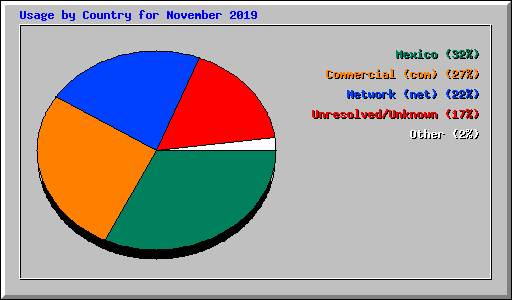 Usage by Country for November 2019
Mexico (32%)
Commercial (com) (27%)
Network (net) (22%)
Unresolved/Unknown (17%)
Other (2%)